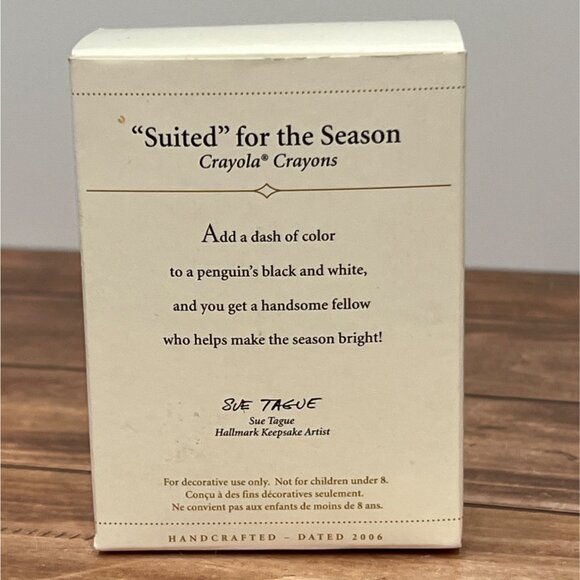 “Suited” for the Season
Crayola® Crayons
Add a dash of color
to a penguin’s black and white,
and you get a handsome fellow
who helps make the season bright!
SUE TAGUE
Sue Tague
Hallmark Keepsake Artist
For decorative use only. Not for children under 8.
Conçu à des fins décoratives seulement.
Ne convient pas aux enfants de moins de 8 ans.
HANDCRAFTED – DATED 2006